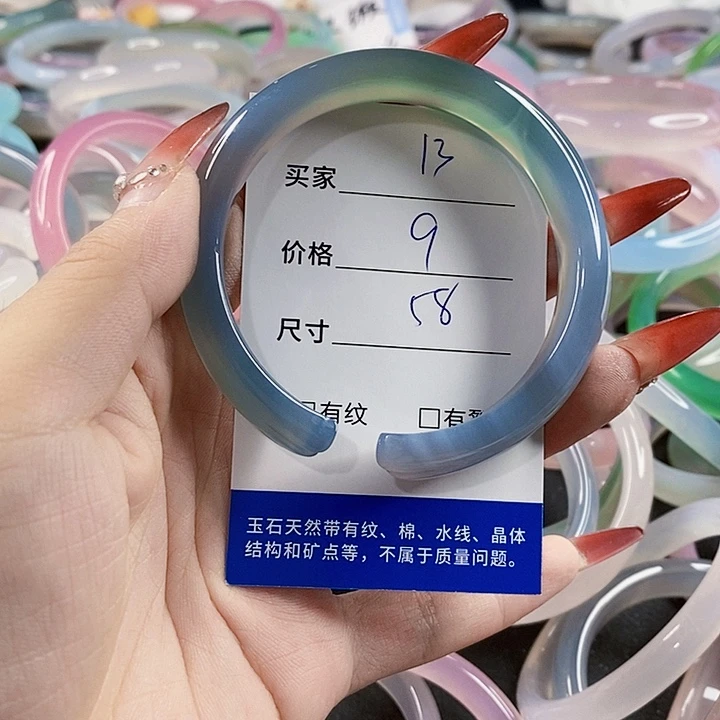 买家 13
价格 9
尺寸 58
有纹 □有
玉石天然带有纹、棉、水线、晶体
结构和矿点等，不属于质量问题。